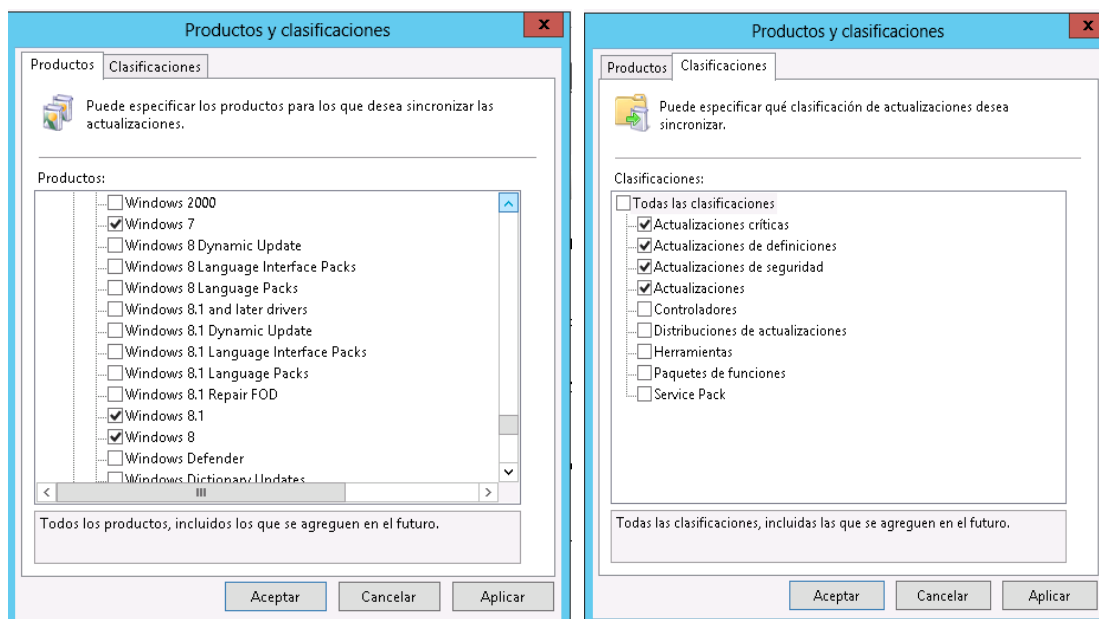 Productos y clasificaciones
x
Productos
Clasificaciones
Puede especificar los productos para los que desea sincronizar las
actualizaciones.
Productos:
Windows 2000
Windows 7
Windows 8 Dynamic Update
Windows 8 Language Interface Packs
Windows 8 Language Packs
Windows 8.1 and later drivers
Windows 8.1 Dynamic Update
Windows 8.1 Language Interface Packs
Windows 8.1 Language Packs
Windows 8.1 Repair FOD
Windows 8.1
Windows 8
Windows Defender
Windows Dictionary Updates
Todos los productos, incluidos los que se agreguen en el futuro.
Aceptar
Cancelar
Aplicar
Productos y clasificaciones
x
Productos
Clasificaciones
Puede especificar qué clasificación de actualizaciones desea
sincronizar.
Clasificaciones:
Todas las clasificaciones
Actualizaciones críticas
Actualizaciones de definiciones
Actualizaciones de seguridad
Actualizaciones
Controladores
Distribuciones de actualizaciones
Herramientas
Paquetes de funciones
Service Pack
Todas las clasificaciones, incluidas las que se agreguen en el futuro.
Aceptar
Cancelar
Aplicar